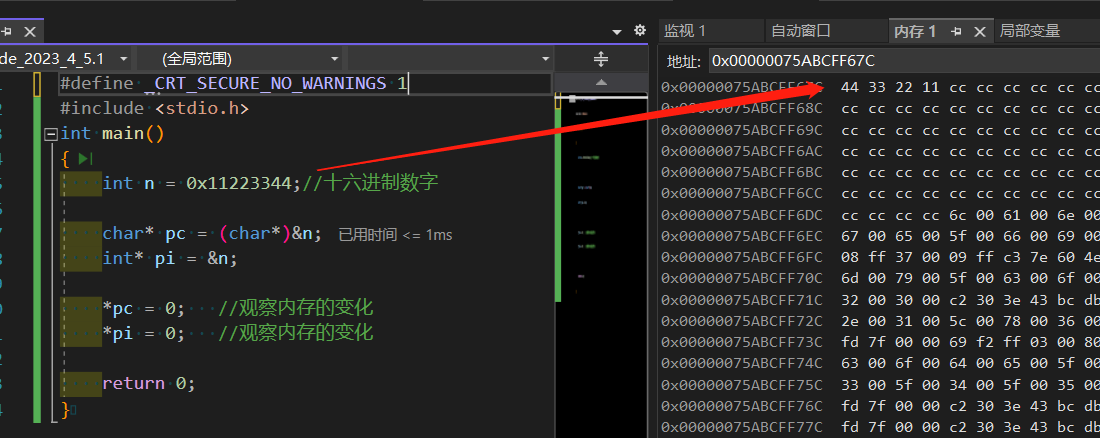 监视 1 自动窗口 内存 1 局部变量
de_2023_4_5.1 (全局范围) 地址: 0x00000075ABCFF67C
#define _CRT_SECURE_NO_WARNINGS 1
#include <stdio.h>
int main()
{
int n = 0x11223344;//十六进制数字
char* pc = (char*)&n; 已用时间 <= 1ms
int* pi = &n;
*pc = 0; //观察内存的变化
*pi = 0; //观察内存的变化
return 0;
}
0x00000075ABCFF67C 44 33 22 11 cc cc cc cc cc cc
0x00000075ABCFF68C cc cc cc cc cc cc cc cc cc cc
0x00000075ABCFF69C cc cc cc cc cc cc cc cc cc cc
0x00000075ABCFF6AC cc cc cc cc cc cc cc cc cc cc
0x00000075ABCFF6BC cc cc cc cc cc cc cc cc cc cc
0x00000075ABCFF6CC cc cc cc cc cc cc cc cc cc cc
0x00000075ABCFF6DC cc cc cc cc 6c 00 61 00 6e 00
0x00000075ABCFF6EC 67 00 65 00 5f 00 66 00 69 00
0x00000075ABCFF6FC 08 ff 37 00 09 ff c3 7e 60 4e
0x00000075ABCFF70C 6d 00 79 00 5f 00 63 00 6f 00
0x00000075ABCFF71C 32 00 30 00 c2 30 3e 43 bc db
0x00000075ABCFF72C 2e 00 31 00 5c 00 78 00 36 00
0x00000075ABCFF73C fd 7f 00 00 69 f2 ff 03 00 80
0x00000075ABCFF74C 63 00 6f 00 64 00 65 00 5f 00
0x00000075ABCFF75C 33 00 5f 00 34 00 5f 00 35 00
0x00000075ABCFF76C fd 7f 00 00 c2 30 3e 43 bc db
0x00000075ABCFF77C fd 7f 00 00 c2 30 3e 43 bc db